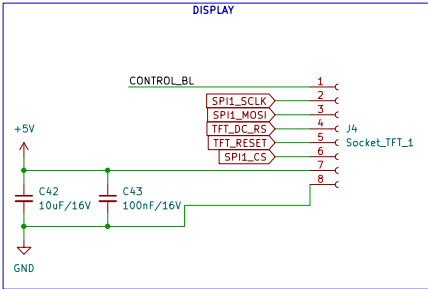 DISPLAY
CONTROL_BL
1
SPI1_SCLK
2
SPI1_MOSI
3
TFT_DC_RS
4
J4
TFT_RESET
5
Socket_TFT_1
SPI1_CS
6
7
8
+5V
C42
10uF/16V
C43
100nF/16V
GND